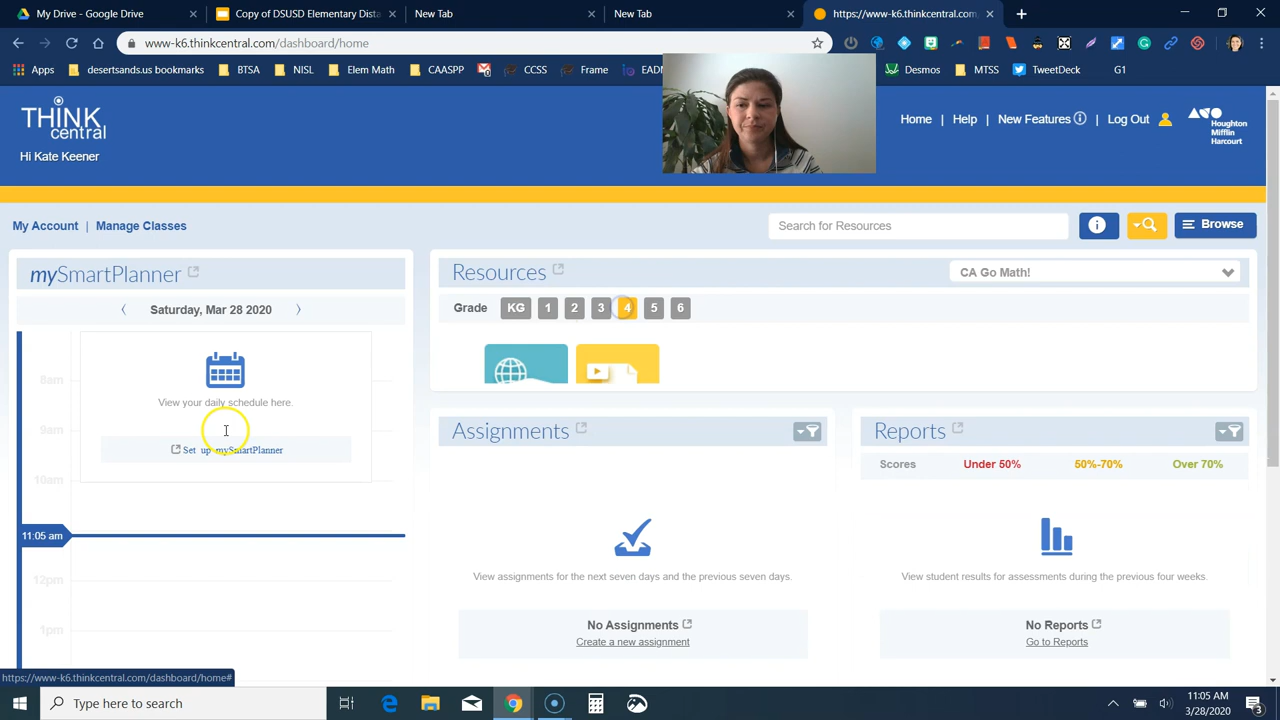 My Drive - Google Drive
Copy of DSUSD Elementary Dista
New Tab
New Tab
https://www-k6.thinkcentral.com/
www-k6.thinkcentral.com/dashboard/home
Apps
desertsands.us bookmarks
BTSA
NISL
Elem Math
CAASPP
CCSS
Frame
EADM
Desmos
MTSS
TweetDeck
G1
THINK
central
Hi Kate Keener
Home
Help
New Features
Log Out
Houghton
Mifflin
Harcourt
My Account | Manage Classes
Search for Resources
Browse
mySmartPlanner
Saturday, Mar 28 2020
8am
View your daily schedule here.
9am
Set up mySmartPlanner
10am
11:05 am
12pm
1pm
Resources
CA Go Math!
Grade KG 1 2 3 4 5 6
Assignments
View assignments for the next seven days and the previous seven days.
No Assignments
Create a new assignment
Reports
Scores Under 50% 50%-70% Over 70%
View student results for assessments during the previous four weeks.
No Reports
Go to Reports
https://www-k6.thinkcentral.com/dashboard/home#
Type here to search
11:05 AM
3/28/2020
3